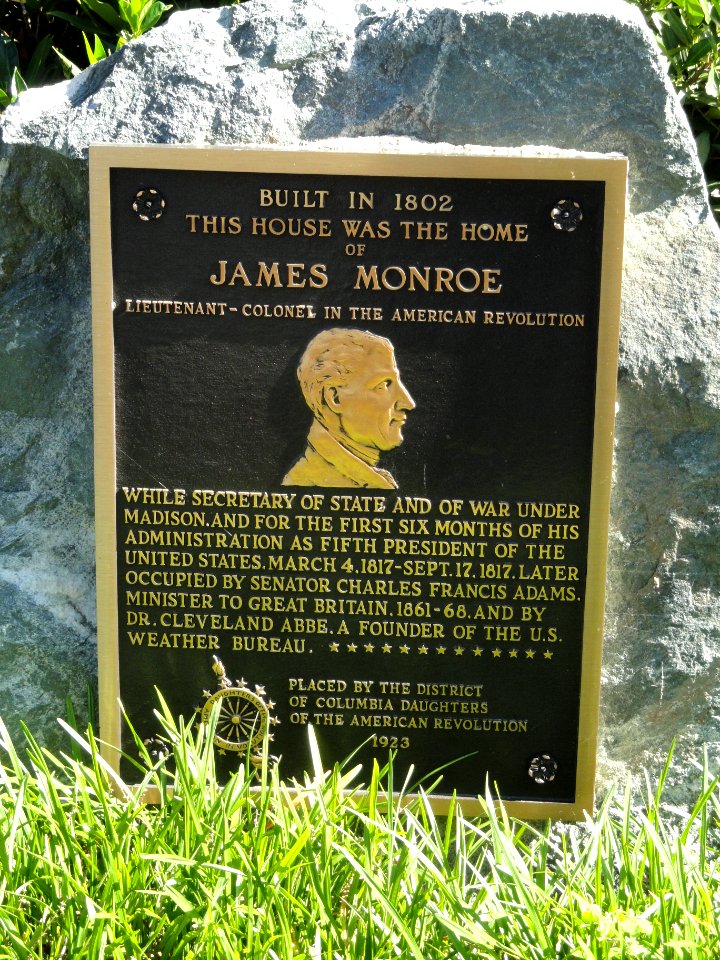 BUILT IN 1802
THIS HOUSE WAS THE HOME
OF
JAMES MONROE
LIEUTENANT-COLONEL IN THE AMERICAN REVOLUTION
WHILE SECRETARY OF STATE AND OF WAR UNDER
MADISON. AND FOR THE FIRST SIX MONTHS OF HIS
ADMINISTRATION AS FIFTH PRESIDENT OF THE
UNITED STATES. MARCH 4, 1817-SEPT. 17, 1817. LATER
OCCUPIED BY SENATOR CHARLES FRANCIS ADAMS.
MINISTER TO GREAT BRITAIN. 1861-68. AND BY
DR. CLEVELAND ABBE. A FOUNDER OF THE U.S.
WEATHER BUREAU. ★ ★ ★ ★ ★ ★ ★ ★ ★ ★ ★ ★ ★
PLACED BY THE DISTRICT
OF COLUMBIA DAUGHTERS
OF THE AMERICAN REVOLUTION
1923